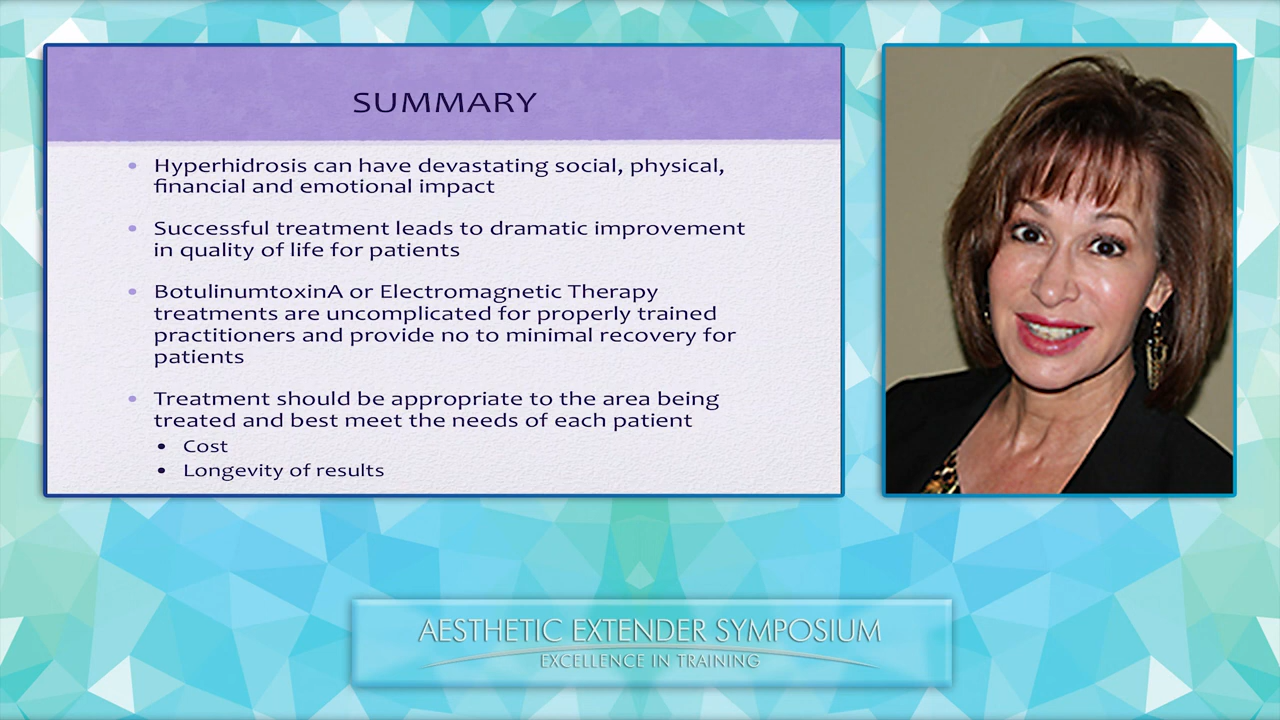 SUMMARY
• Hyperhidrosis can have devastating social, physical,
financial and emotional impact
• Successful treatment leads to dramatic improvement
in quality of life for patients
• BotulinumtoxinA or Electromagnetic Therapy
treatments are uncomplicated for properly trained
practitioners and provide no to minimal recovery for
patients
• Treatment should be appropriate to the area being
treated and best meet the needs of each patient
• Cost
• Longevity of results
AESTHETIC EXTENDER SYMPOSIUM
EXCELLENCE IN TRAINING